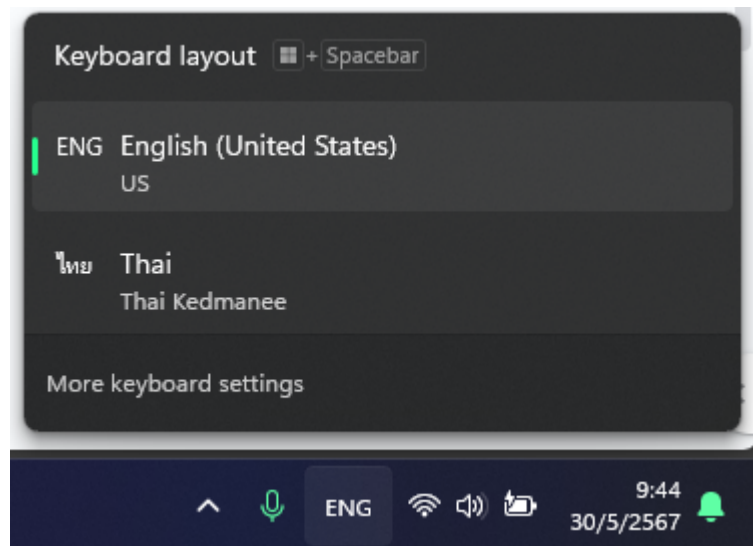 Keyboard layout + Spacebar
ENG English (United States)
US
ไทย Thai
Thai Kedmanee
More keyboard settings
ENG 9:44
30/5/2567